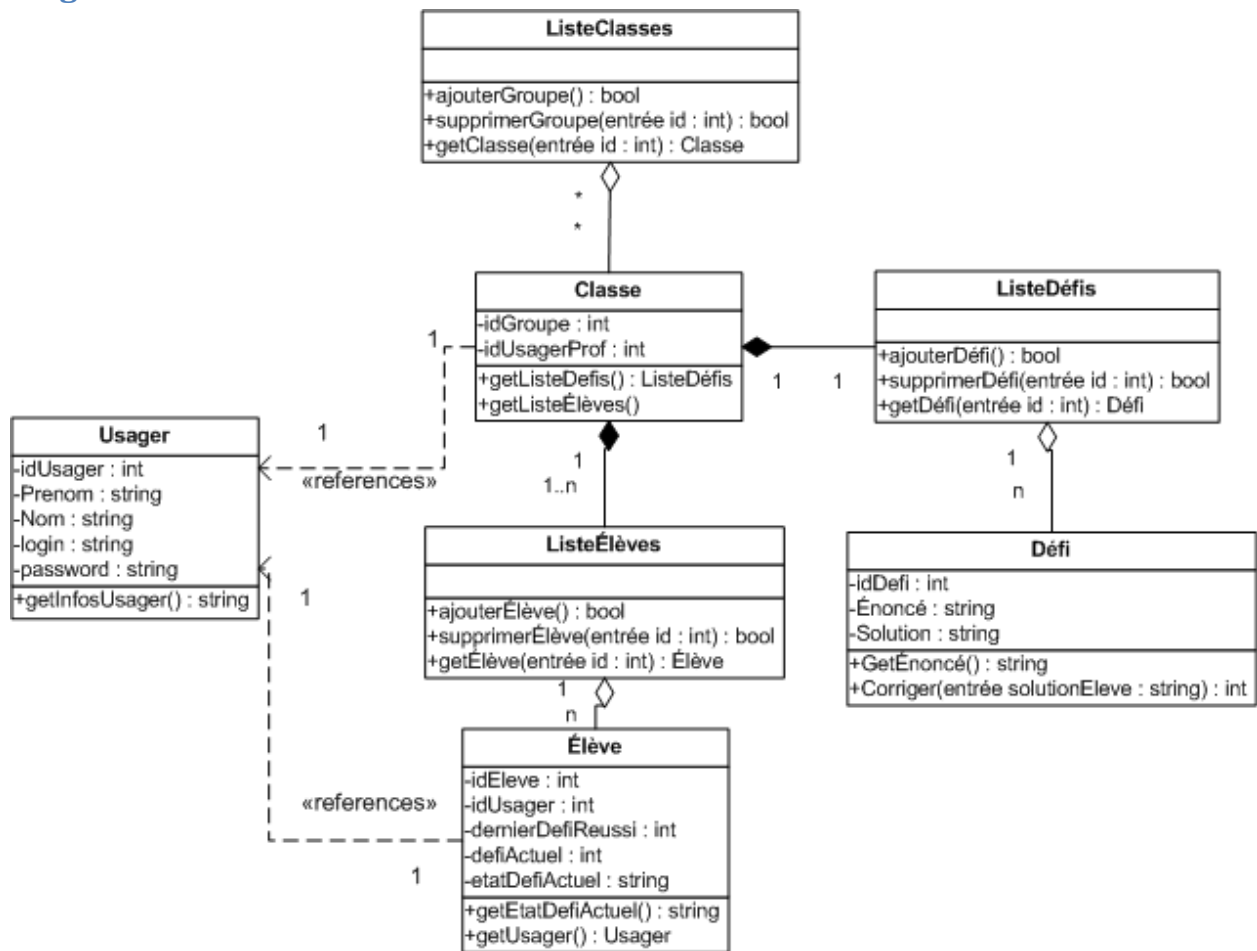 ListeClasses
+ajouterGroupe() : bool
+supprimerGroupe(entrée id : int) : bool
+getClasse(entrée id : int) : Classe
*
*
Classe
-idGroupe : int
-idUsagerProf : int
+getListeDefis() : ListeDéfis
+getListeÉlèves()
ListeDéfis
+ajouterDéfi() : bool
+supprimerDéfi(entrée id : int) : bool
+getDéfi(entrée id : int) : Défi
1
1
1
1
«references»
Usager
-idUsager : int
-Prenom : string
-Nom : string
-login : string
-password : string
+getInfosUsager() : string
1
1..n
1
n
ListeÉlèves
+ajouterÉlève() : bool
+supprimerÉlève(entrée id : int) : bool
+getÉlève(entrée id : int) : Élève
Défi
-idDefi : int
-Énoncé : string
-Solution : string
+GetÉnoncé() : string
+Corriger(entrée solutionEleve : string) : int
1
1
n
Élève
-idEleve : int
-idUsager : int
-dernierDefiReussi : int
-defiActuel : int
-etatDefiActuel : string
+getEtatDefiActuel() : string
+getUsager() : Usager
«references»
1